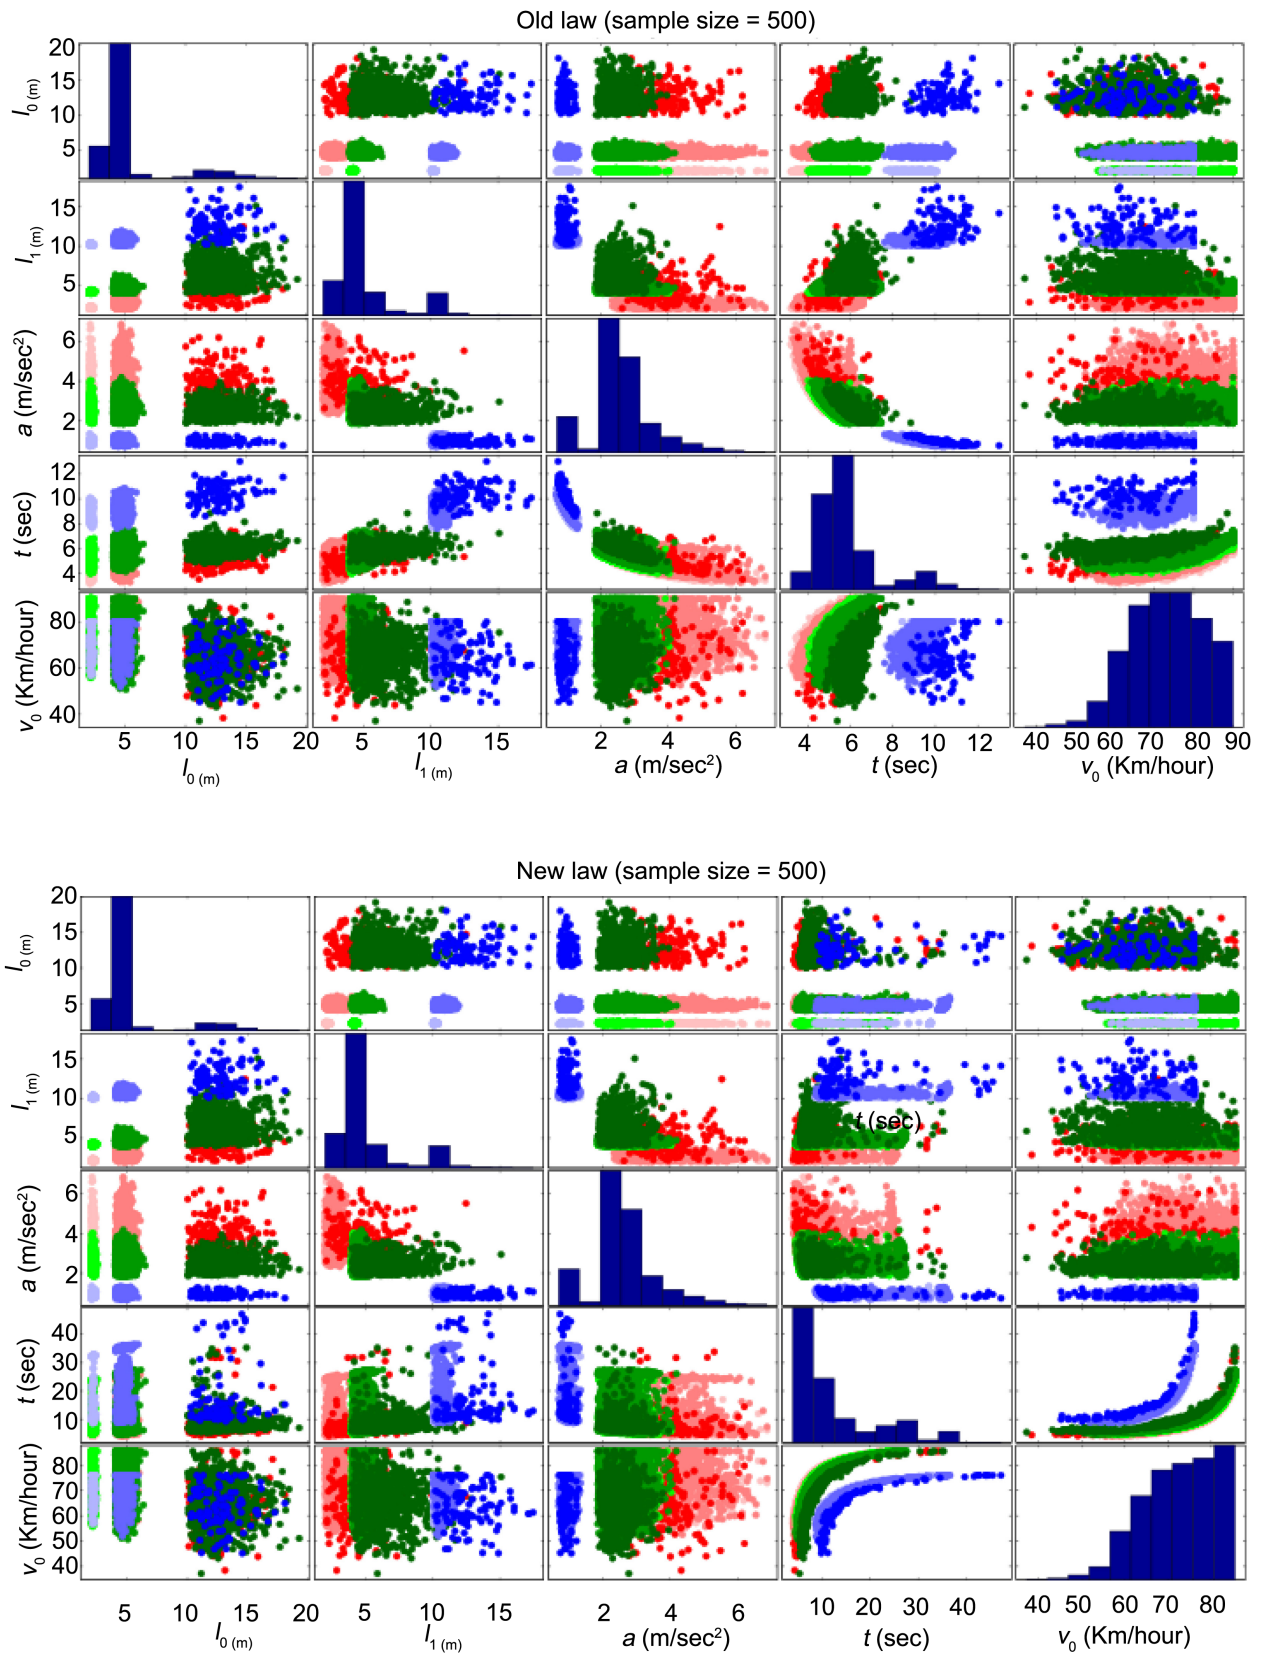 Old law (sample size = 500)
20
15
10
5
l0 (m)
15
10
5
l1 (m)
6
4
2
a (m/sec²)
12
10
8
6
4
t (sec)
80
60
40
v0 (Km/hour)
5 10 15 20 5 10 15 2 4 6 4 6 8 10 12 40 50 60 70 80 90
l0 (m) l1 (m) a (m/sec²) t (sec) v0 (Km/hour)
New law (sample size = 500)
20
15
10
5
l0 (m)
15
10
5
l1 (m)
t (sec)
6
4
2
a (m/sec²)
40
30
20
10
t (sec)
80
70
60
50
40
v0 (Km/hour)
5 10 15 20 5 10 15 2 4 6 10 20 30 40 40 50 60 70 80
l0 (m) l1 (m) a (m/sec²) t (sec) v0 (Km/hour)